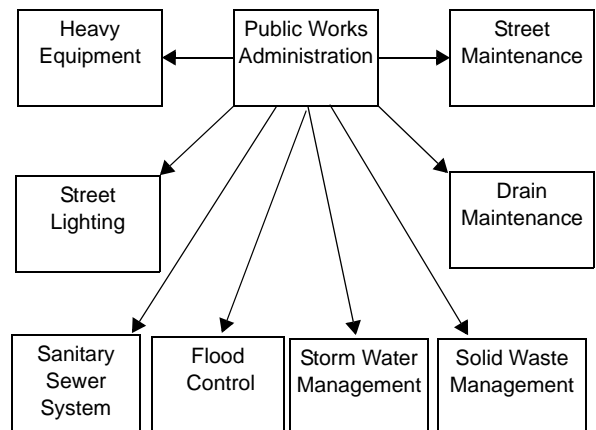 Heavy
Equipment
Public Works
Administration
Street
Maintenance
Street
Lighting
Drain
Maintenance
Sanitary
Sewer
System
Flood
Control
Storm Water
Management
Solid Waste
Management